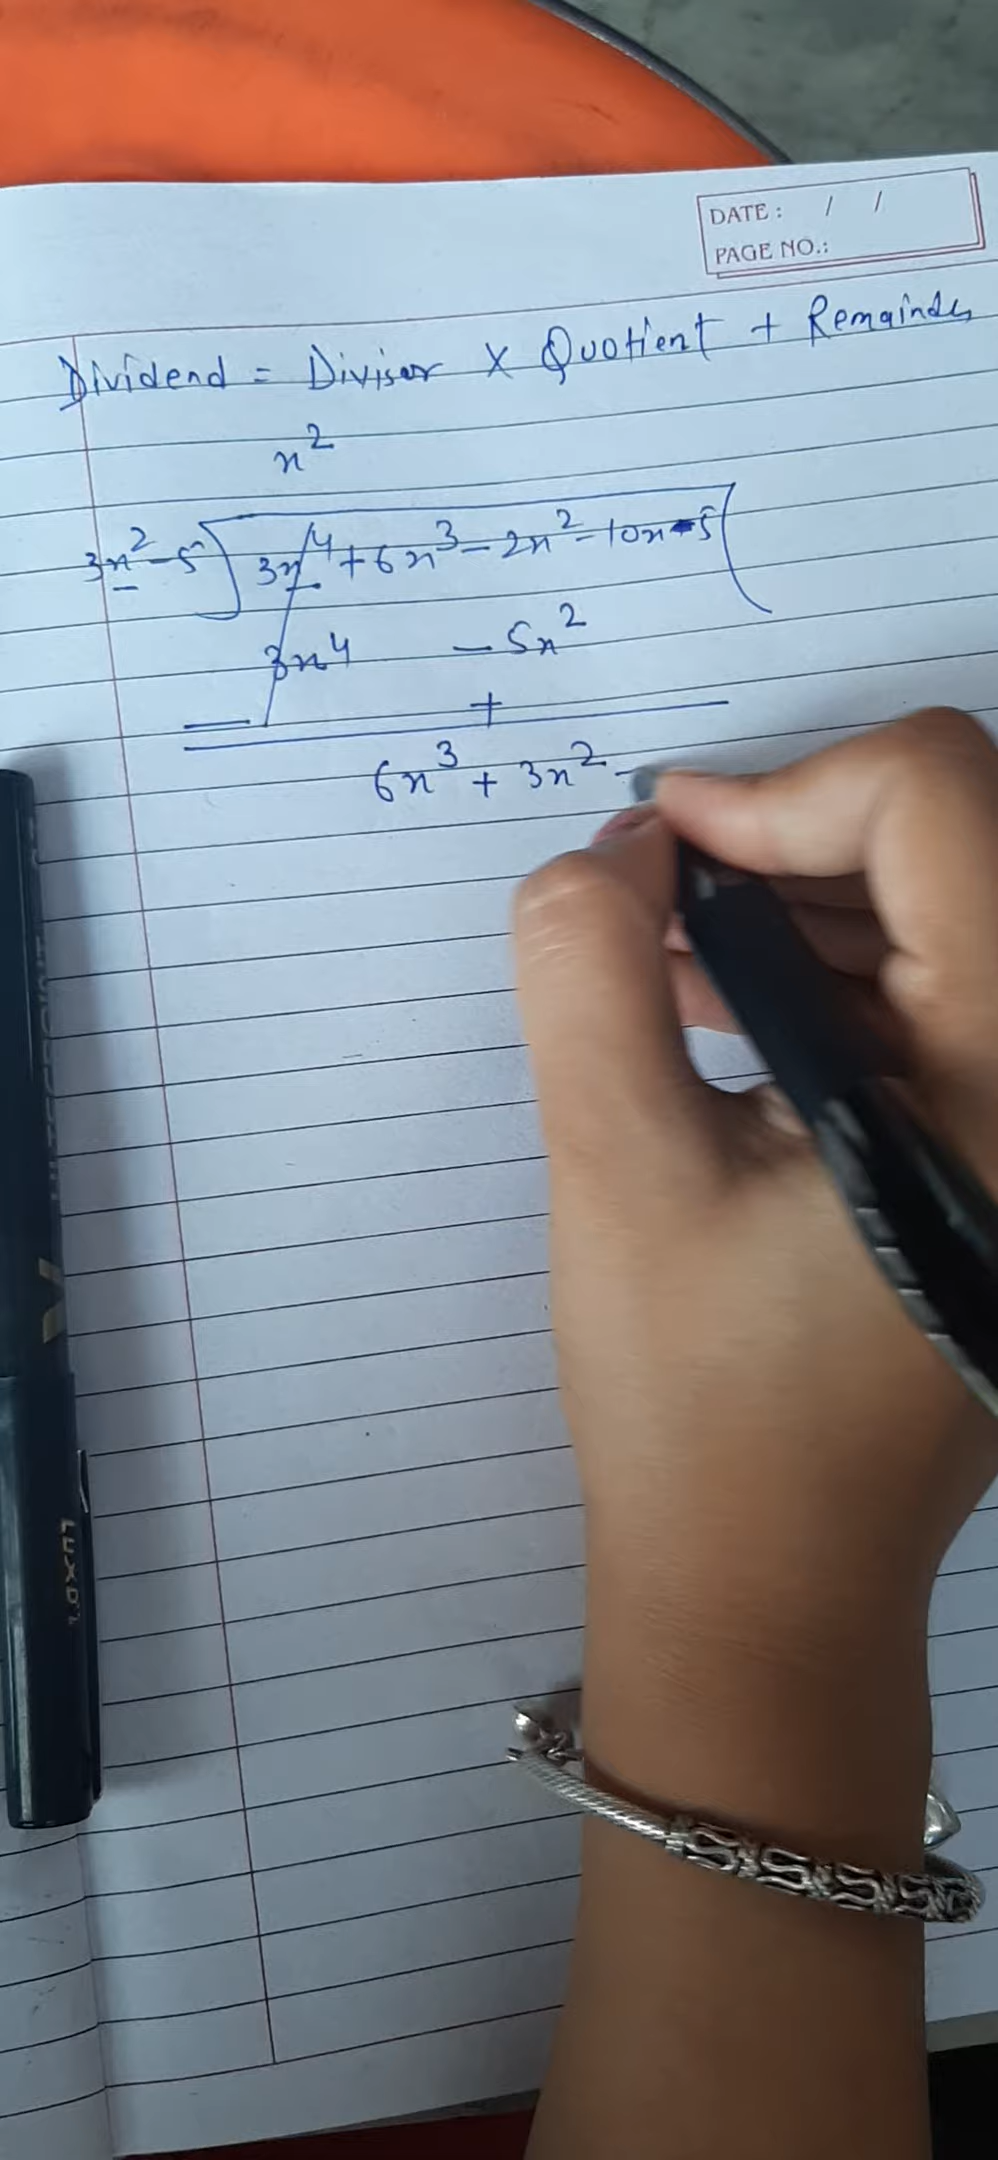 DATE : / /
PAGE NO.:
Dividend = Divisor × Quotient + Remainder
x²
3x²-5 ) 3x⁴+6x³-2x²-10x-5 (
3x⁴ -5x²
- +
6x³ + 3x² -
LUXOR